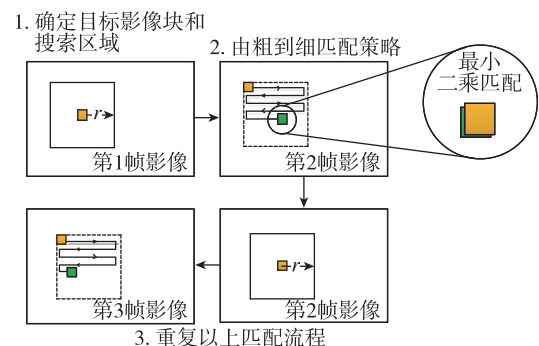 1. 确定目标影像块和
搜索区域
2. 由粗到细匹配策略
最小
二乘匹配
r
第1帧影像
第2帧影像
第3帧影像
r
第2帧影像
3. 重复以上匹配流程